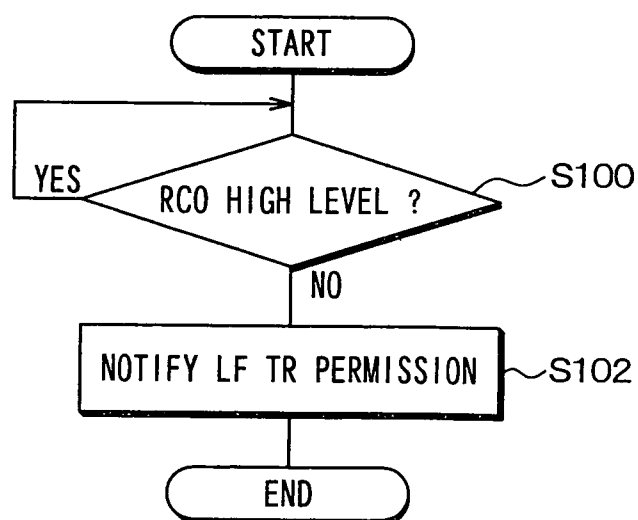 START
YES
RCO HIGH LEVEL ?
S100
NO
NOTIFY LF TR PERMISSION
S102
END